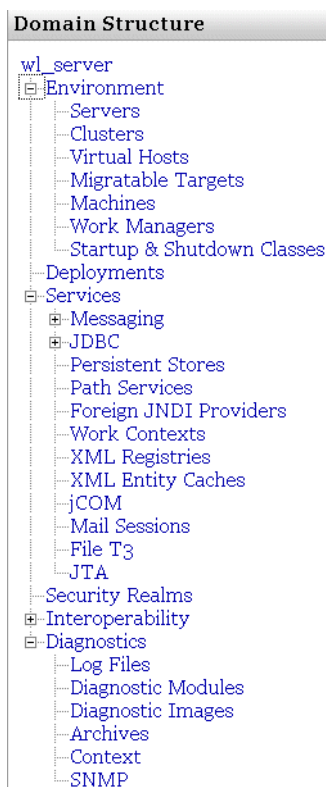 Domain Structure
wl_server
Environment
Servers
Clusters
Virtual Hosts
Migratable Targets
Machines
Work Managers
Startup & Shutdown Classes
Deployments
Services
Messaging
JDBC
Persistent Stores
Path Services
Foreign JNDI Providers
Work Contexts
XML Registries
XML Entity Caches
jCOM
Mail Sessions
File T3
JTA
Security Realms
Interoperability
Diagnostics
Log Files
Diagnostic Modules
Diagnostic Images
Archives
Context
SNMP